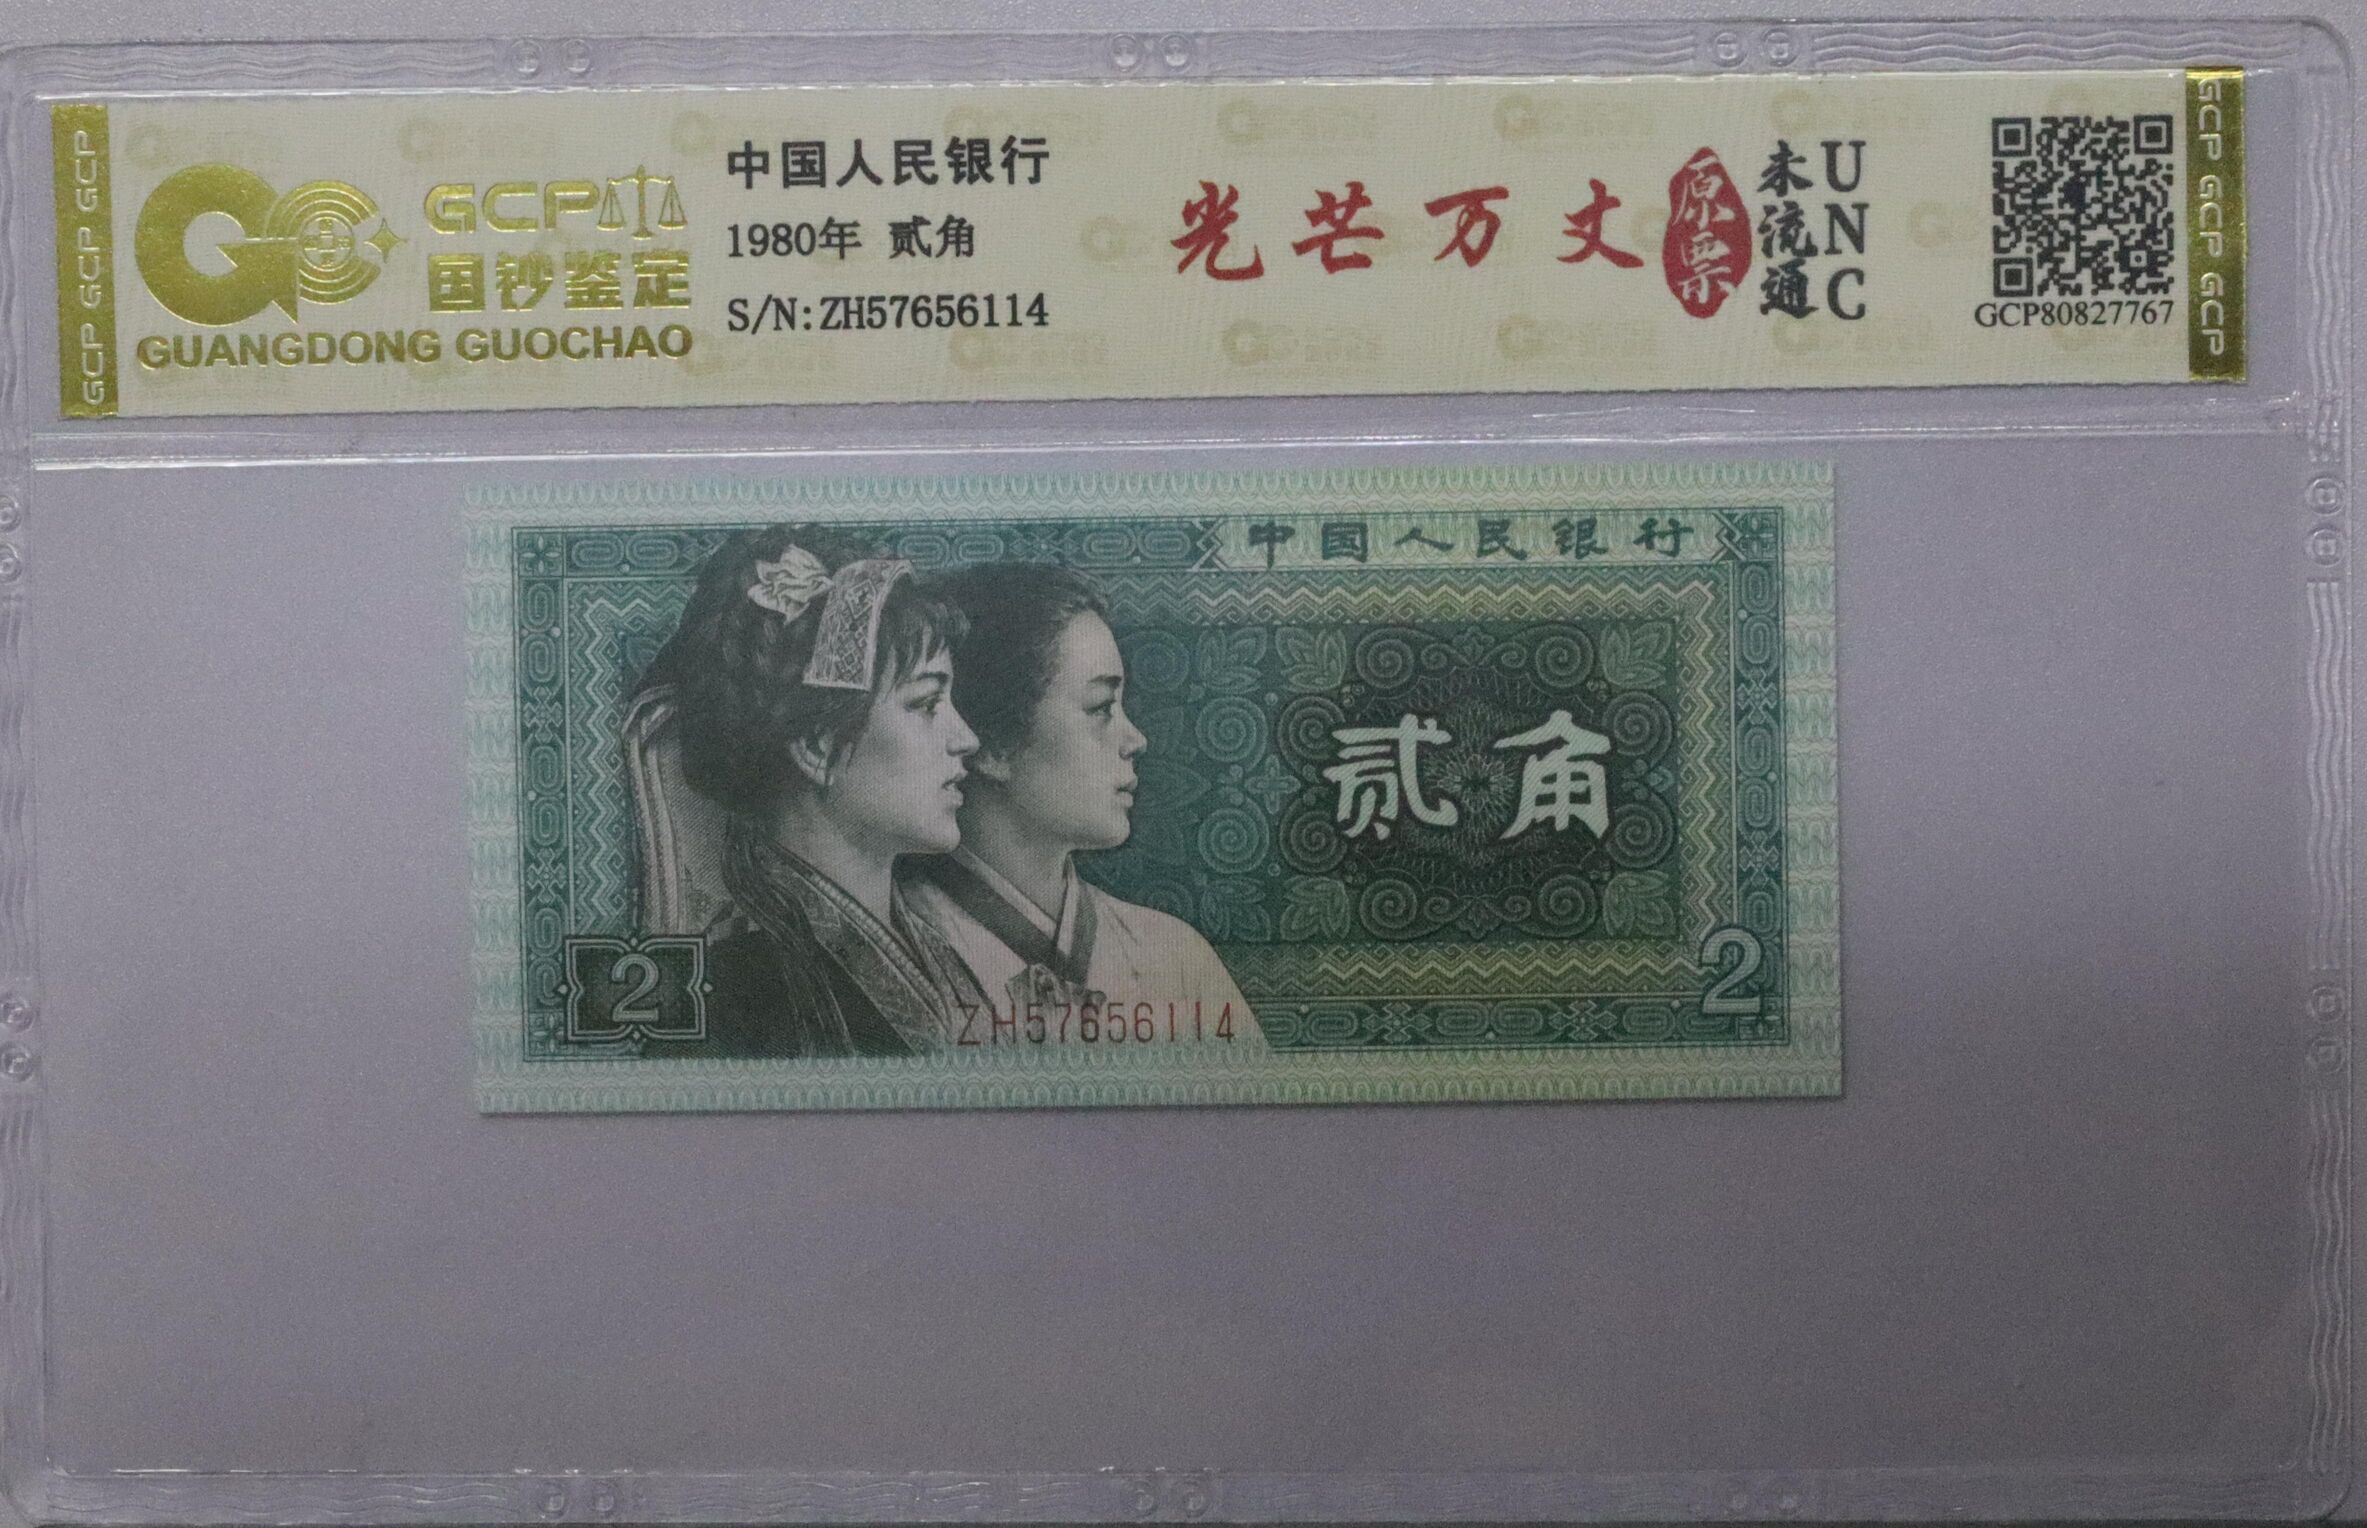 GCP GCP GCP
GCP
国钞鉴定
GUANGDONG GUOCHAO
中国人民银行
1980年 贰角
S/N:ZH57656114
光芒万丈
原票
未流通
UNC
GCP80827767
GCP GCP GCP
中国人民银行
贰角
2
2
ZH57656114